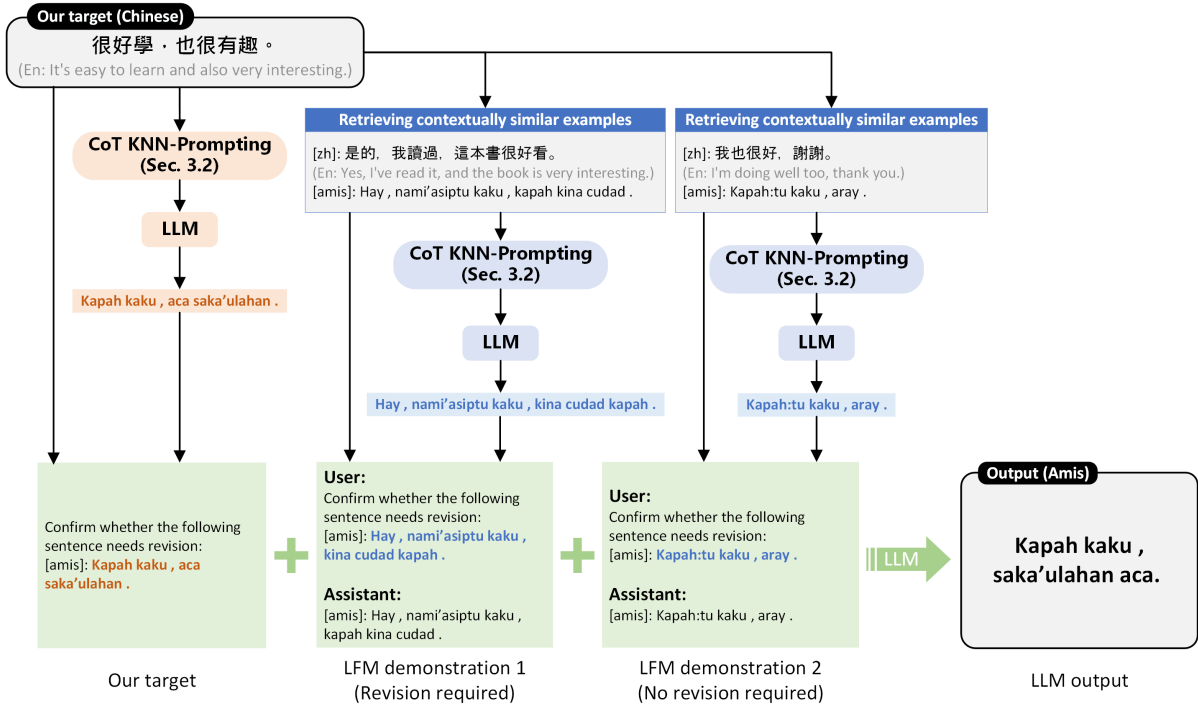 Our target (Chinese)
很好學，也很有趣。
(En: It's easy to learn and also very interesting.)
CoT KNN-Prompting
(Sec. 3.2)
LLM
Kapah kaku , aca saka'ulahan .
Retrieving contextually similar examples
[zh]: 是的，我讀過，這本書很好看。
(En: Yes, I've read it, and the book is very interesting.)
[amis]: Hay , nami'asiptu kaku , kapah kina cudad .
CoT KNN-Prompting
(Sec. 3.2)
LLM
Hay , nami'asiptu kaku , kina cudad kapah .
Retrieving contextually similar examples
[zh]: 我也很好，謝謝。
(En: I'm doing well too, thank you.)
[amis]: Kapah:tu kaku , aray .
CoT KNN-Prompting
(Sec. 3.2)
LLM
Kapah:tu kaku , aray .
Confirm whether the following
sentence needs revision:
[amis]: Kapah kaku , aca
saka'ulahan .
Our target
User:
Confirm whether the following
sentence needs revision:
[amis]: Hay , nami'asiptu kaku ,
kina cudad kapah .
Assistant:
[amis]: Hay , nami'asiptu kaku ,
kapah kina cudad .
LFM demonstration 1
(Revision required)
User:
Confirm whether the following
sentence needs revision:
[amis]: Kapah:tu kaku , aray .
Assistant:
[amis]: Kapah:tu kaku , aray .
LFM demonstration 2
(No revision required)
LLM
Output (Amis)
Kapah kaku ,
saka'ulahan aca.
LLM output